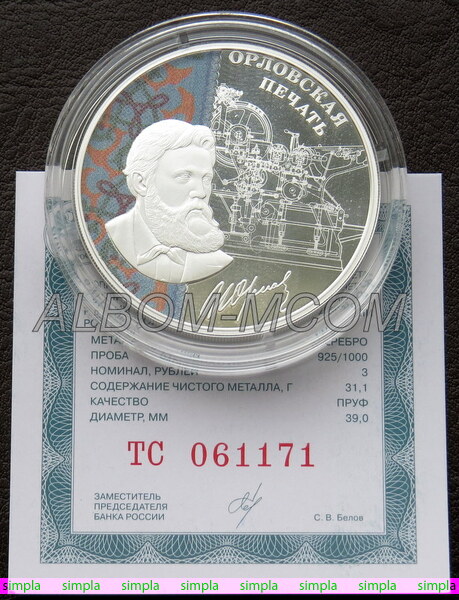 ОРЛОВСКАЯ
ПЕЧАТЬ
ALBOM-MCOM
ПРОБА 925/1000
НОМИНАЛ, РУБЛЕЙ 3
СОДЕРЖАНИЕ ЧИСТОГО МЕТАЛЛА, Г 31,1
КАЧЕСТВО ПРУФ
ДИАМЕТР, ММ 39,0
ТС 061171
ЗАМЕСТИТЕЛЬ
ПРЕДСЕДАТЕЛЯ
БАНКА РОССИИ
С. В. Белов
simpla simpla simpla simpla simpla simpla simpla simpla